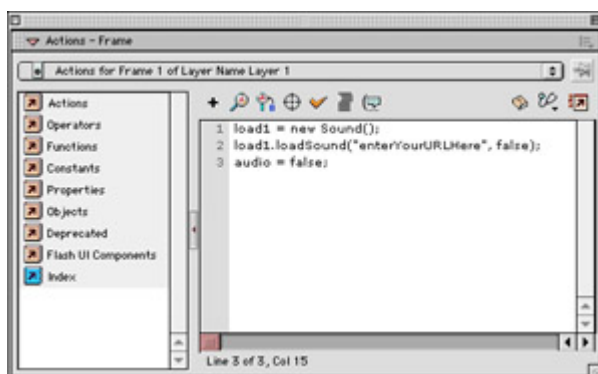 Actions - Frame
Actions for Frame 1 of Layer Name Layer 1
Actions
Operators
Functions
Constants
Properties
Objects
Deprecated
Flash UI Components
Index
1 load1 = new Sound();
2 load1.loadSound("enterYourURLHere", false);
3 audio = false;
Line 3 of 3, Col 15